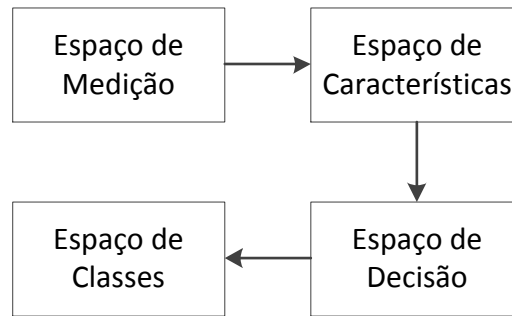 Espaço de
Medição
Espaço de
Características
Espaço de
Decisão
Espaço de
Classes